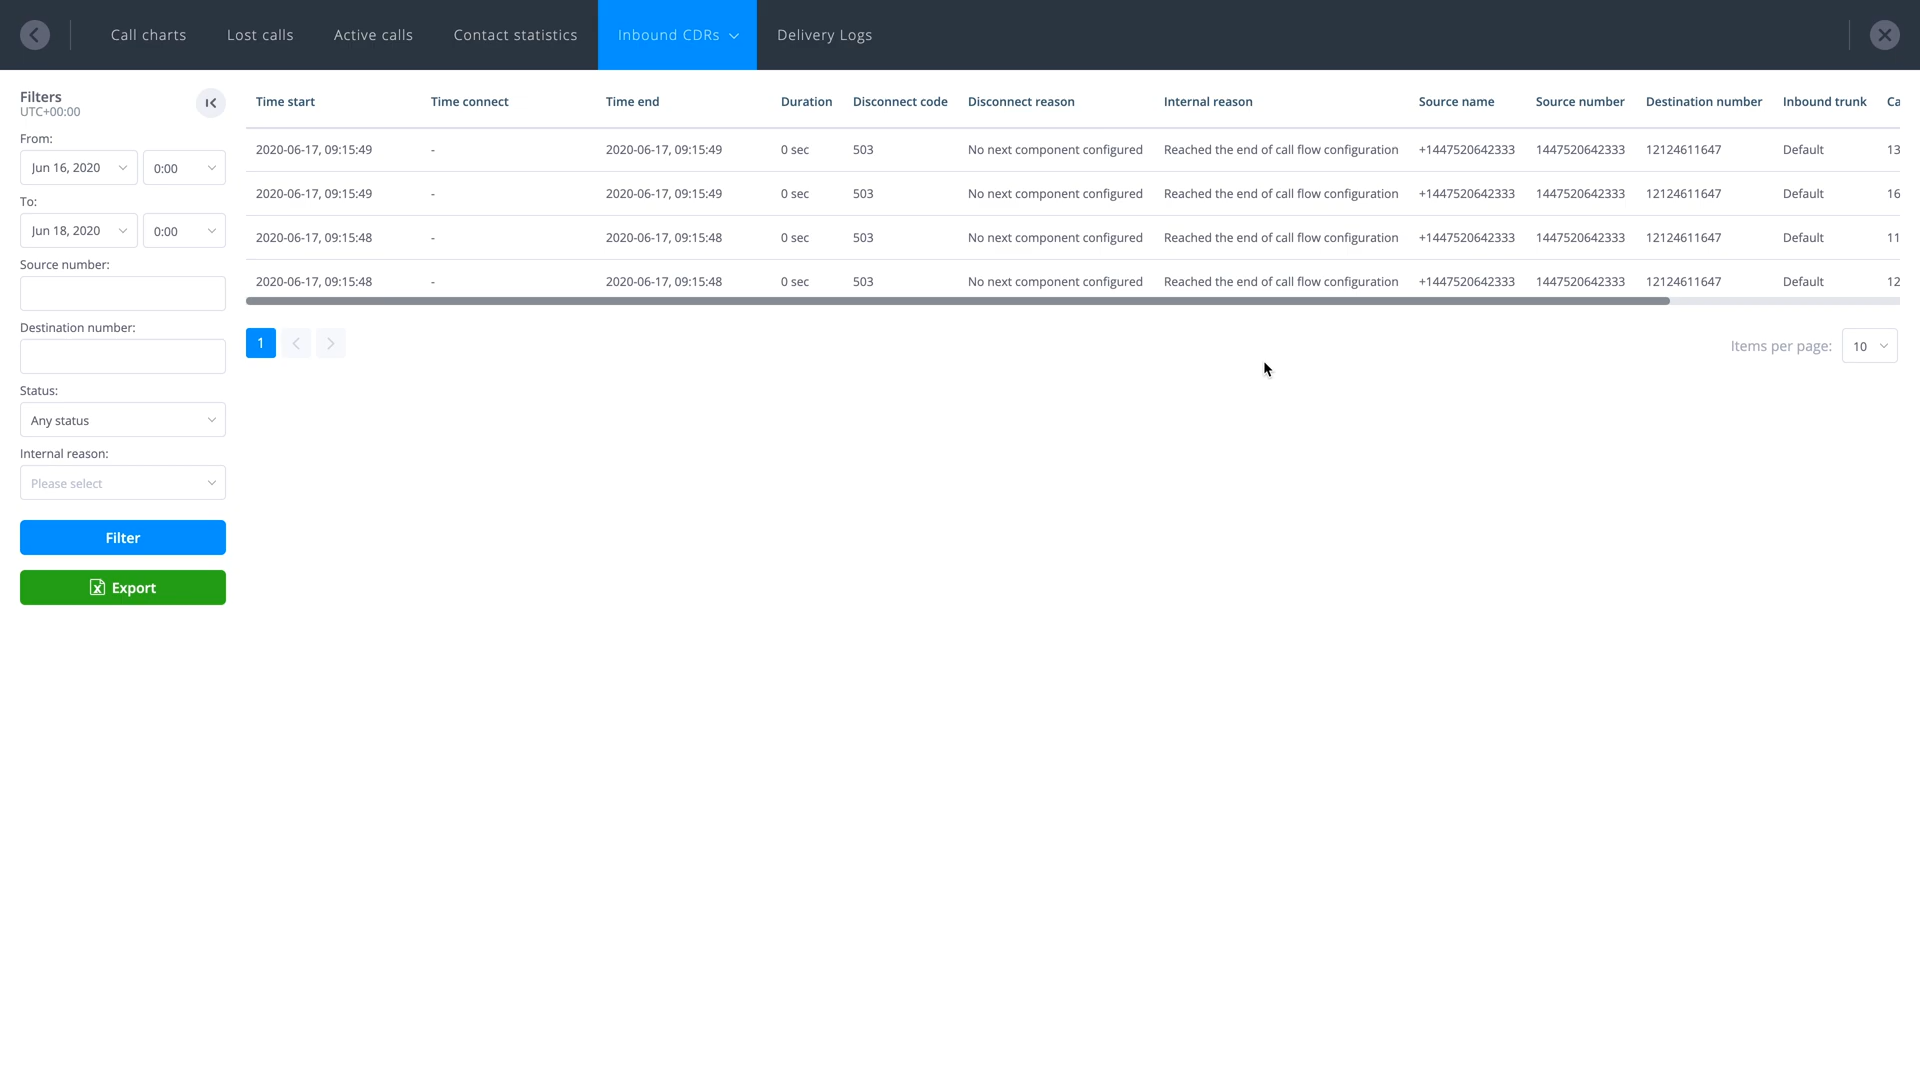 Call charts Lost calls Active calls Contact statistics Inbound CDRs Delivery Logs
Filters
UTC+00:00
From:
Jun 16, 2020 0:00
To:
Jun 18, 2020 0:00
Source number:
Destination number:
Status:
Any status
Internal reason:
Please select
Filter
Export
Time start Time connect Time end Duration Disconnect code Disconnect reason Internal reason Source name Source number Destination number Inbound trunk Ca
2020-06-17, 09:15:49 - 2020-06-17, 09:15:49 0 sec 503 No next component configured Reached the end of call flow configuration +1447520642333 1447520642333 12124611647 Default 13
2020-06-17, 09:15:49 - 2020-06-17, 09:15:49 0 sec 503 No next component configured Reached the end of call flow configuration +1447520642333 1447520642333 12124611647 Default 16
2020-06-17, 09:15:48 - 2020-06-17, 09:15:48 0 sec 503 No next component configured Reached the end of call flow configuration +1447520642333 1447520642333 12124611647 Default 11
2020-06-17, 09:15:48 - 2020-06-17, 09:15:48 0 sec 503 No next component configured Reached the end of call flow configuration +1447520642333 1447520642333 12124611647 Default 12
1
Items per page: 10